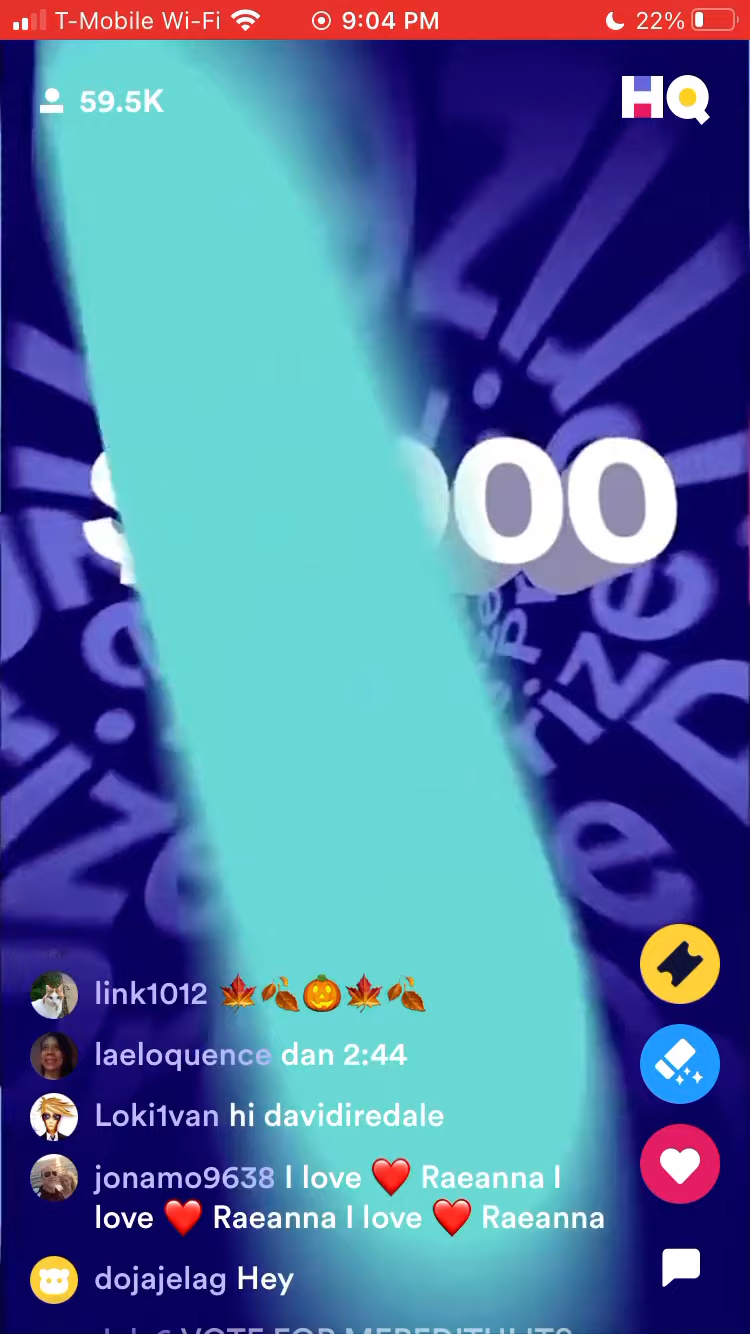 T-Mobile Wi-Fi 9:04 PM 22%
59.5K HQ
link1012 🍁🍂🎃🍁🍂
laeloquence dan 2:44
Loki1van hi davidiredale
jonamo9638 I love ❤️ Raeanna I
love ❤️ Raeanna I love ❤️ Raeanna
dojajelag Hey